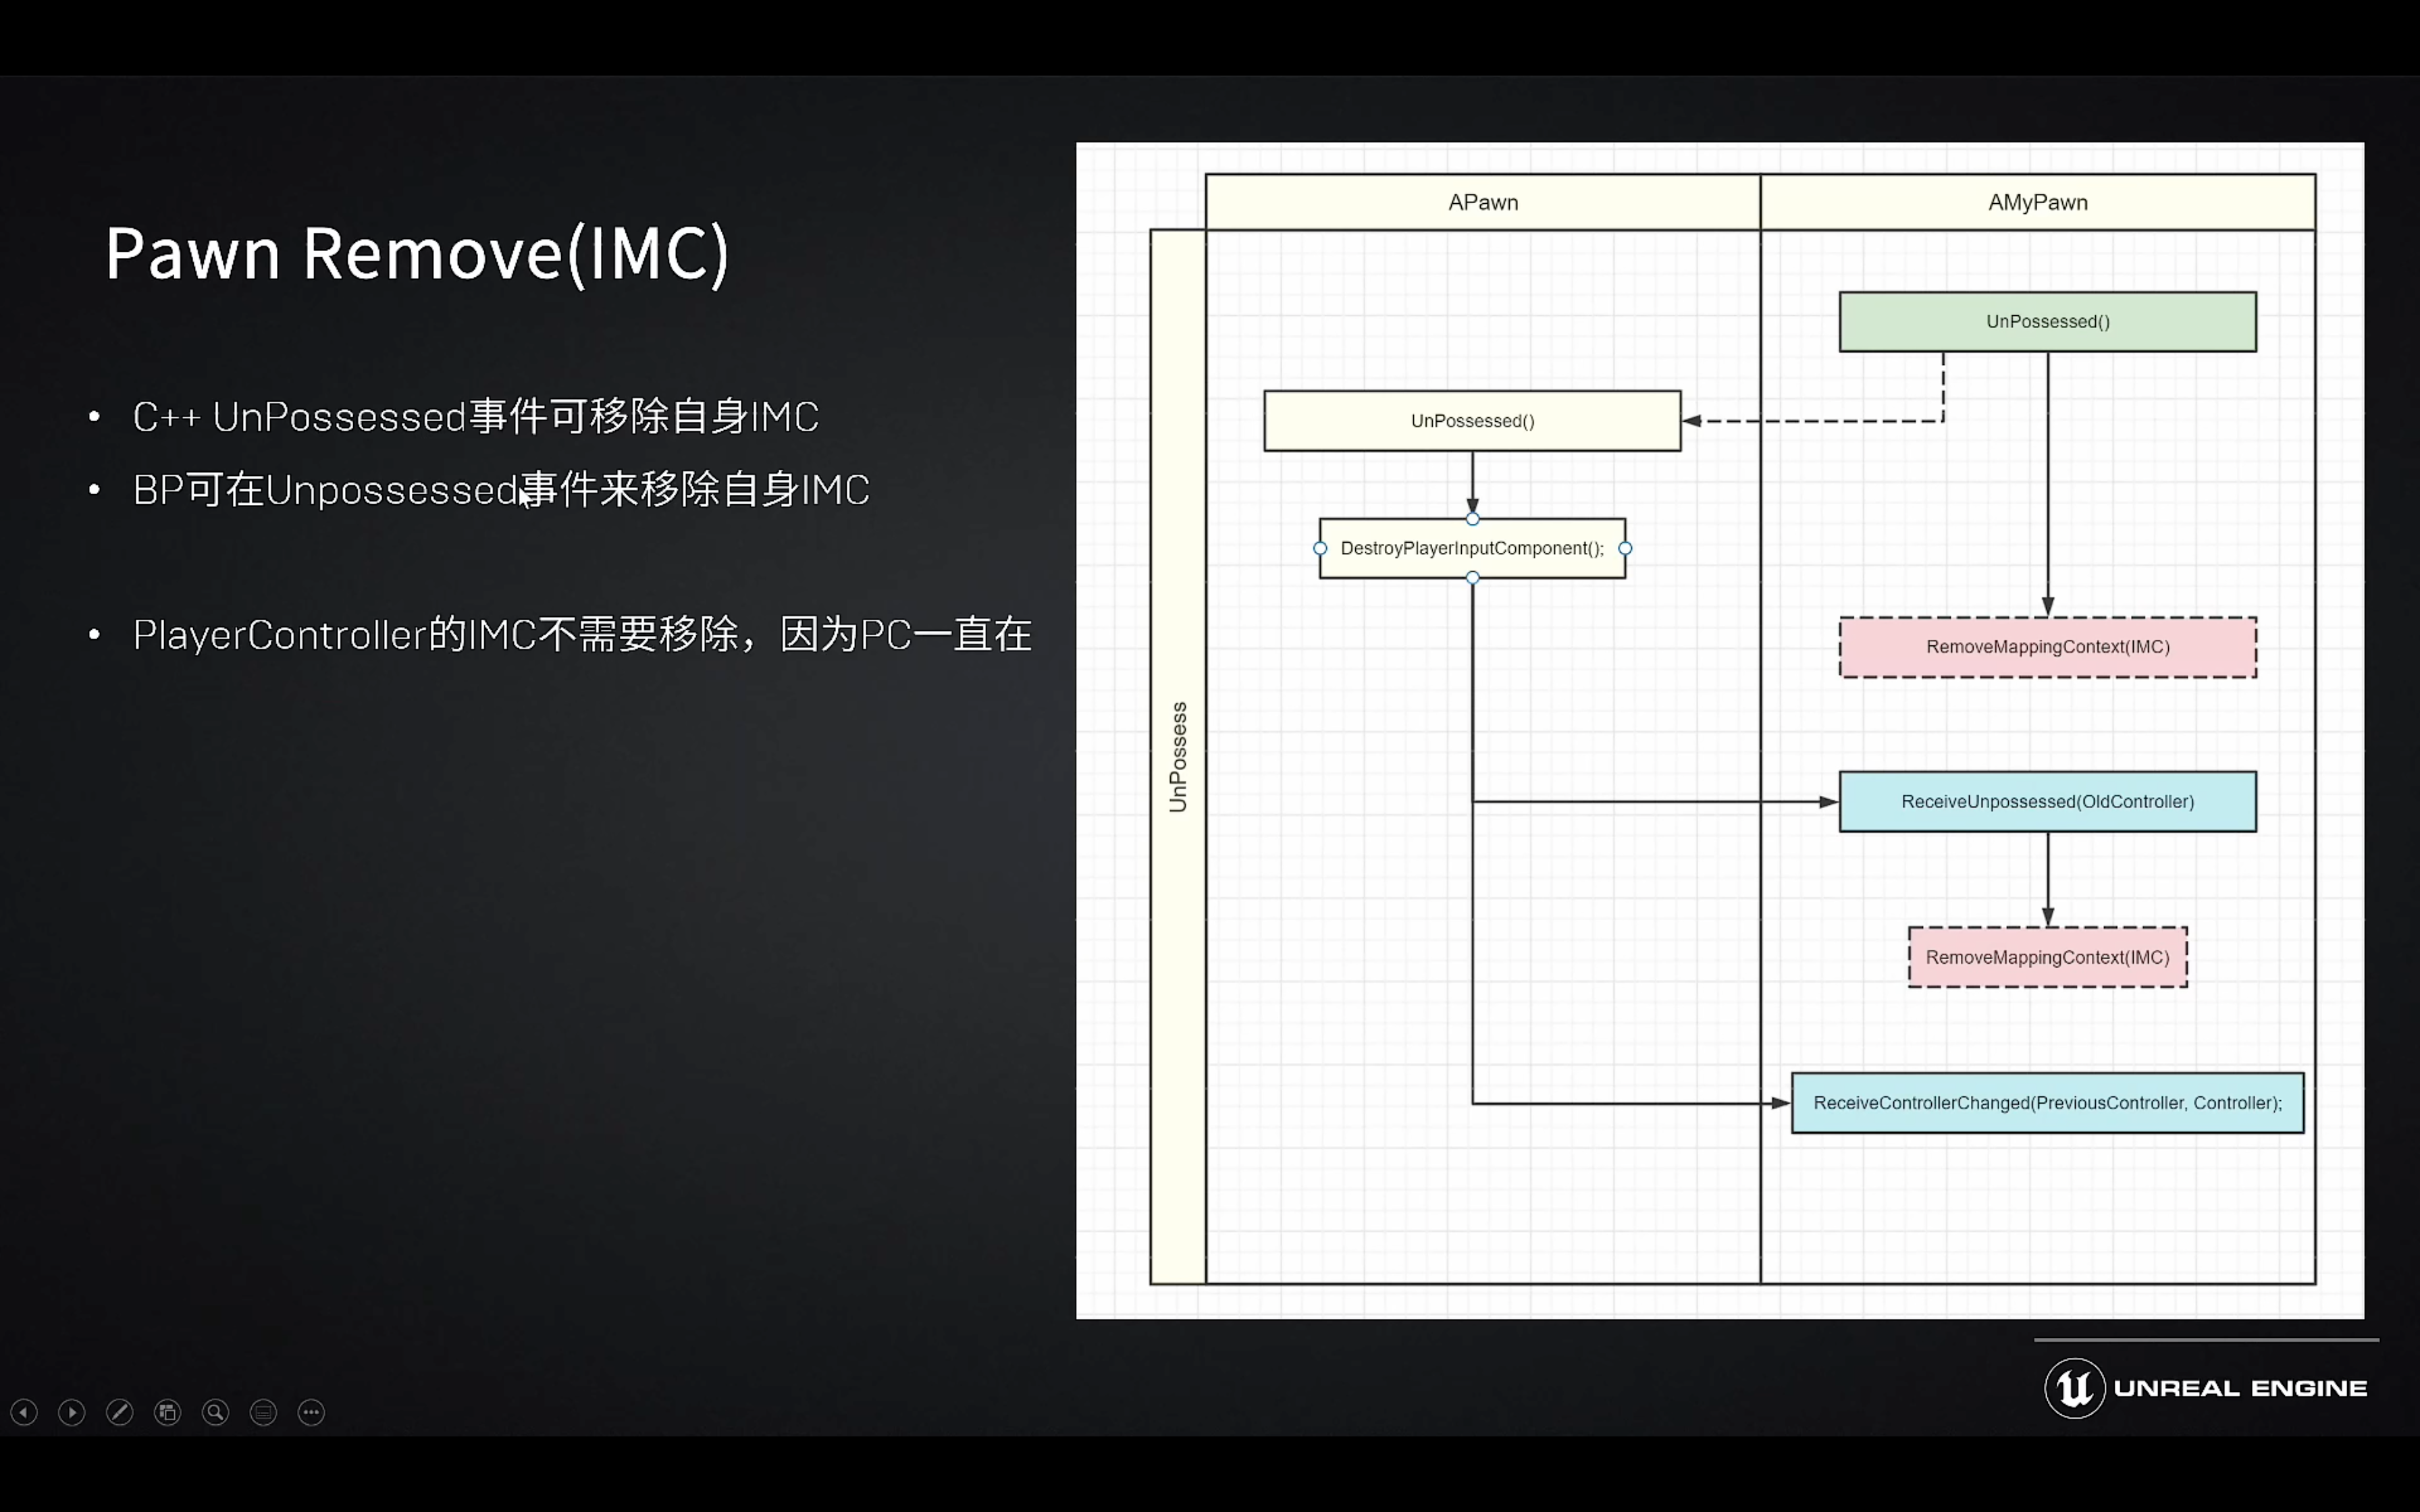 Pawn Remove(IMC)
• C++ UnPossessed事件可移除自身IMC
• BP可在Unpossessed事件来移除自身IMC
• PlayerController的IMC不需要移除，因为PC一直在
APawn
AMyPawn
UnPossess
UnPossessed()
UnPossessed()
DestroyPlayerInputComponent();
RemoveMappingContext(IMC)
ReceiveUnpossessed(OldController)
RemoveMappingContext(IMC)
ReceiveControllerChanged(PreviousController, Controller);
UNREAL ENGINE